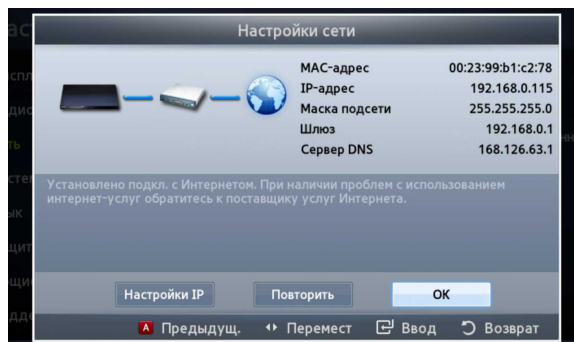 Настройки сети
MAC-адрес 00:23:99:b1:c2:78
IP-адрес 192.168.0.115
Маска подсети 255.255.255.0
Шлюз 192.168.0.1
Сервер DNS 168.126.63.1
Установлено подкл. с Интернетом. При наличии проблем с использованием
интернет-услуг обратитесь к поставщику услуг Интернета.
Настройки IP Повторить ОК
A Предыдущ. Перемест Ввод Возврат